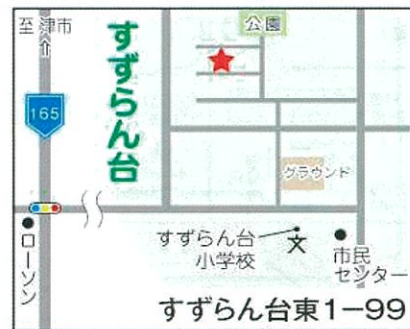 至 津市
公園
165
すずらん台
グラウンド
ローソン
すずらん台
小学校
文
市民
センター
すずらん台東1-99